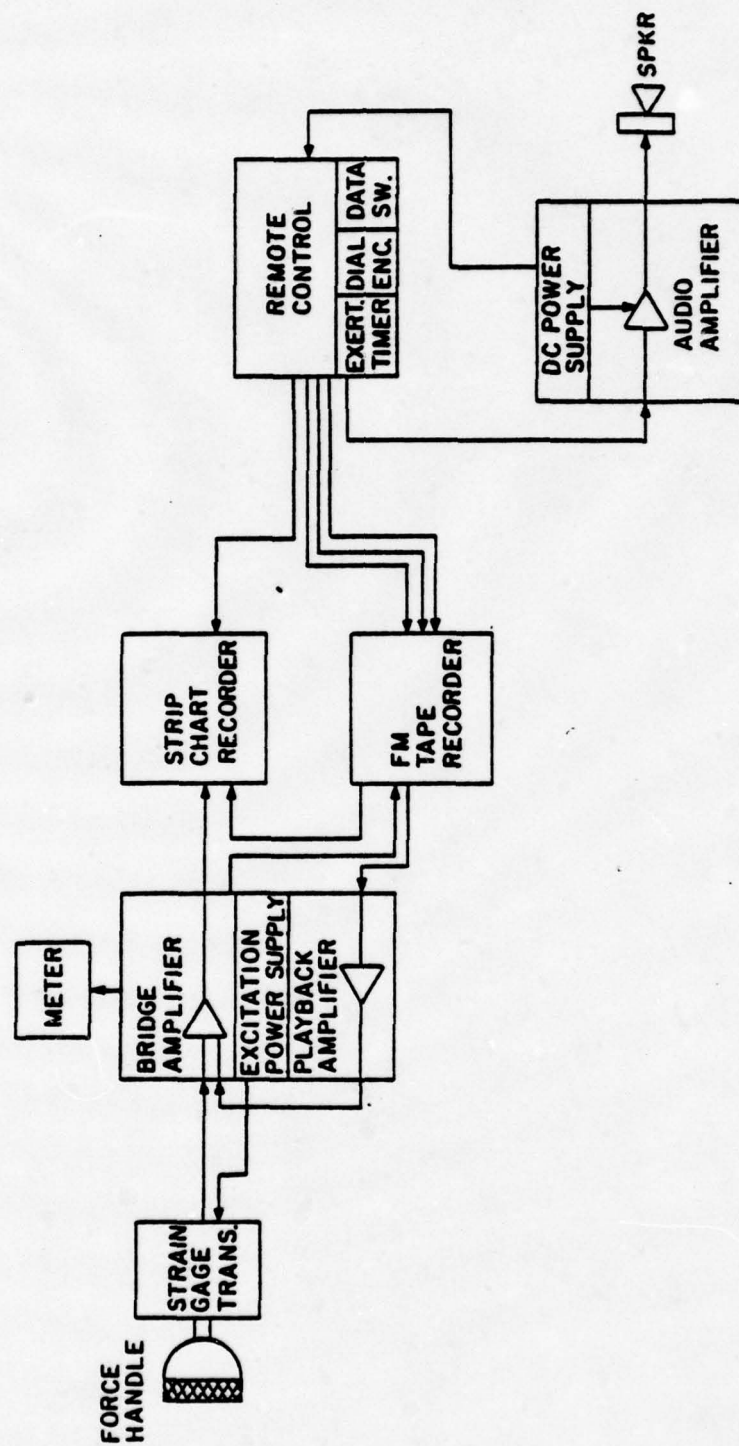 FORCE
HANDLE
STRAIN
GAGE
TRANS.
METER
BRIDGE
AMPLIFIER
EXCITATION
POWER SUPPLY
PLAYBACK
AMPLIFIER
STRIP
CHART
RECORDER
FM
TAPE
RECORDER
REMOTE
CONTROL
EXERT. DIAL DATA
TIMER ENC. SW.
DC POWER
SUPPLY
AUDIO
AMPLIFIER
SPKR